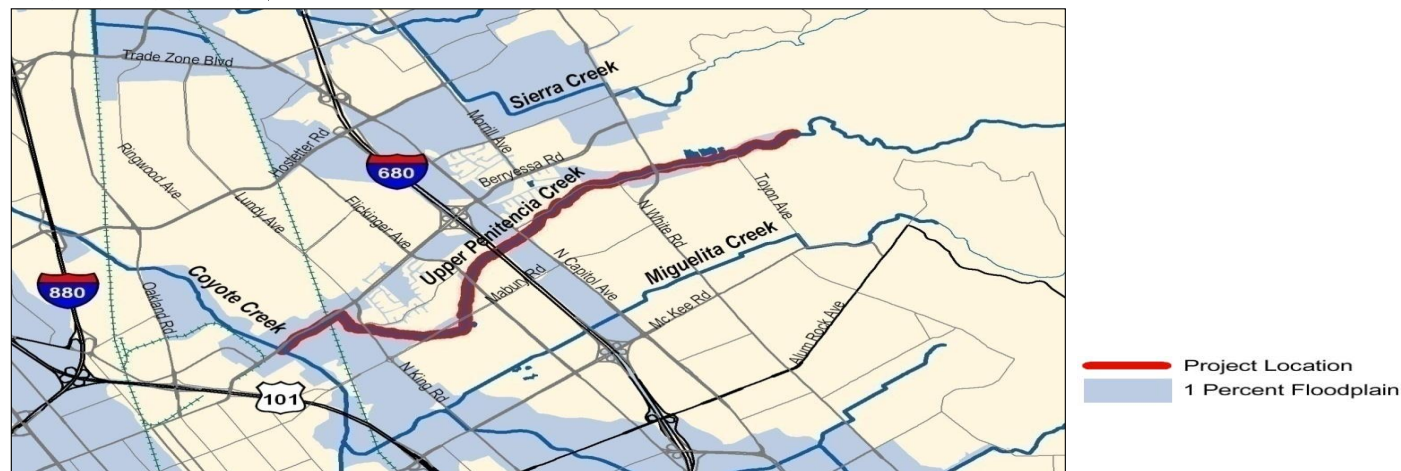 Trade Zone Blvd
Sierra Creek
Morrill Ave
Hostetter Rd
680
Berryessa Rd
Ringwood Ave
Lundy Ave
Flickinger Ave
Upper Penitencia Creek
Toyon Ave
N White Rd
Miguelita Creek
N Capitol Ave
Mabury Rd
Coyote Creek
880
Oakland Rd
Mc.Kee Rd
Alum Rock Ave
N King Rd
101
Project Location
1 Percent Floodplain